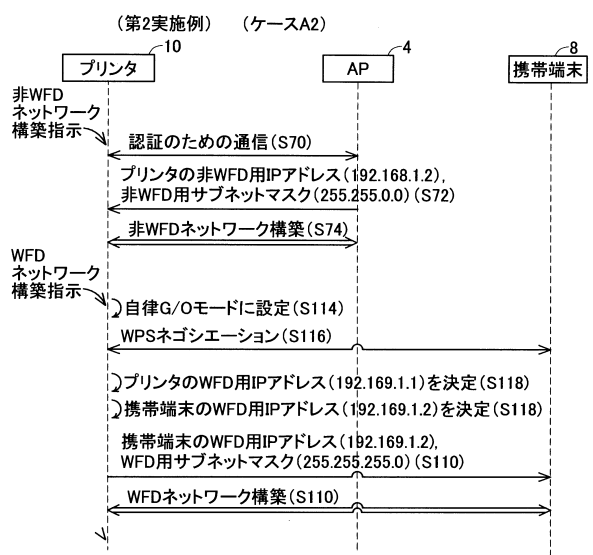 (第2実施例) (ケースA2)
10
4
8
プリンタ
AP
携帯端末
非WFD
ネットワーク
構築指示
認証のための通信(S70)
プリンタの非WFD用IPアドレス(192.168.1.2),
非WFD用サブネットマスク(255.255.0.0)(S72)
非WFDネットワーク構築(S74)
WFD
ネットワーク
構築指示
自律G/Oモードに設定(S114)
WPSネゴシエーション(S116)
プリンタのWFD用IPアドレス(192.169.1.1)を決定(S118)
携帯端末のWFD用IPアドレス(192.169.1.2)を決定(S118)
携帯端末のWFD用IPアドレス(192.169.1.2),
WFD用サブネットマスク(255.255.255.0)(S110)
WFDネットワーク構築(S110)